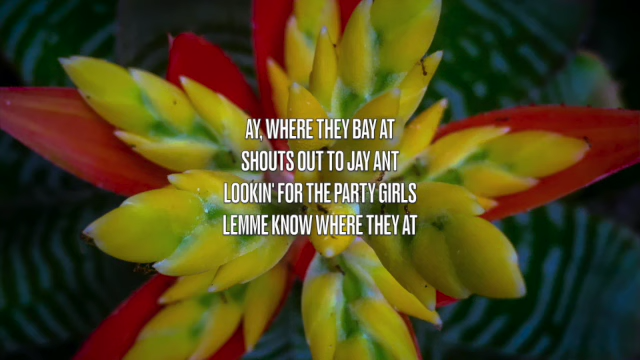 AY, WHERE THEY BAY AT
SHOUTS OUT TO JAY ANT
LOOKIN' FOR THE PARTY GIRLS
LEMME KNOW WHERE THEY AT